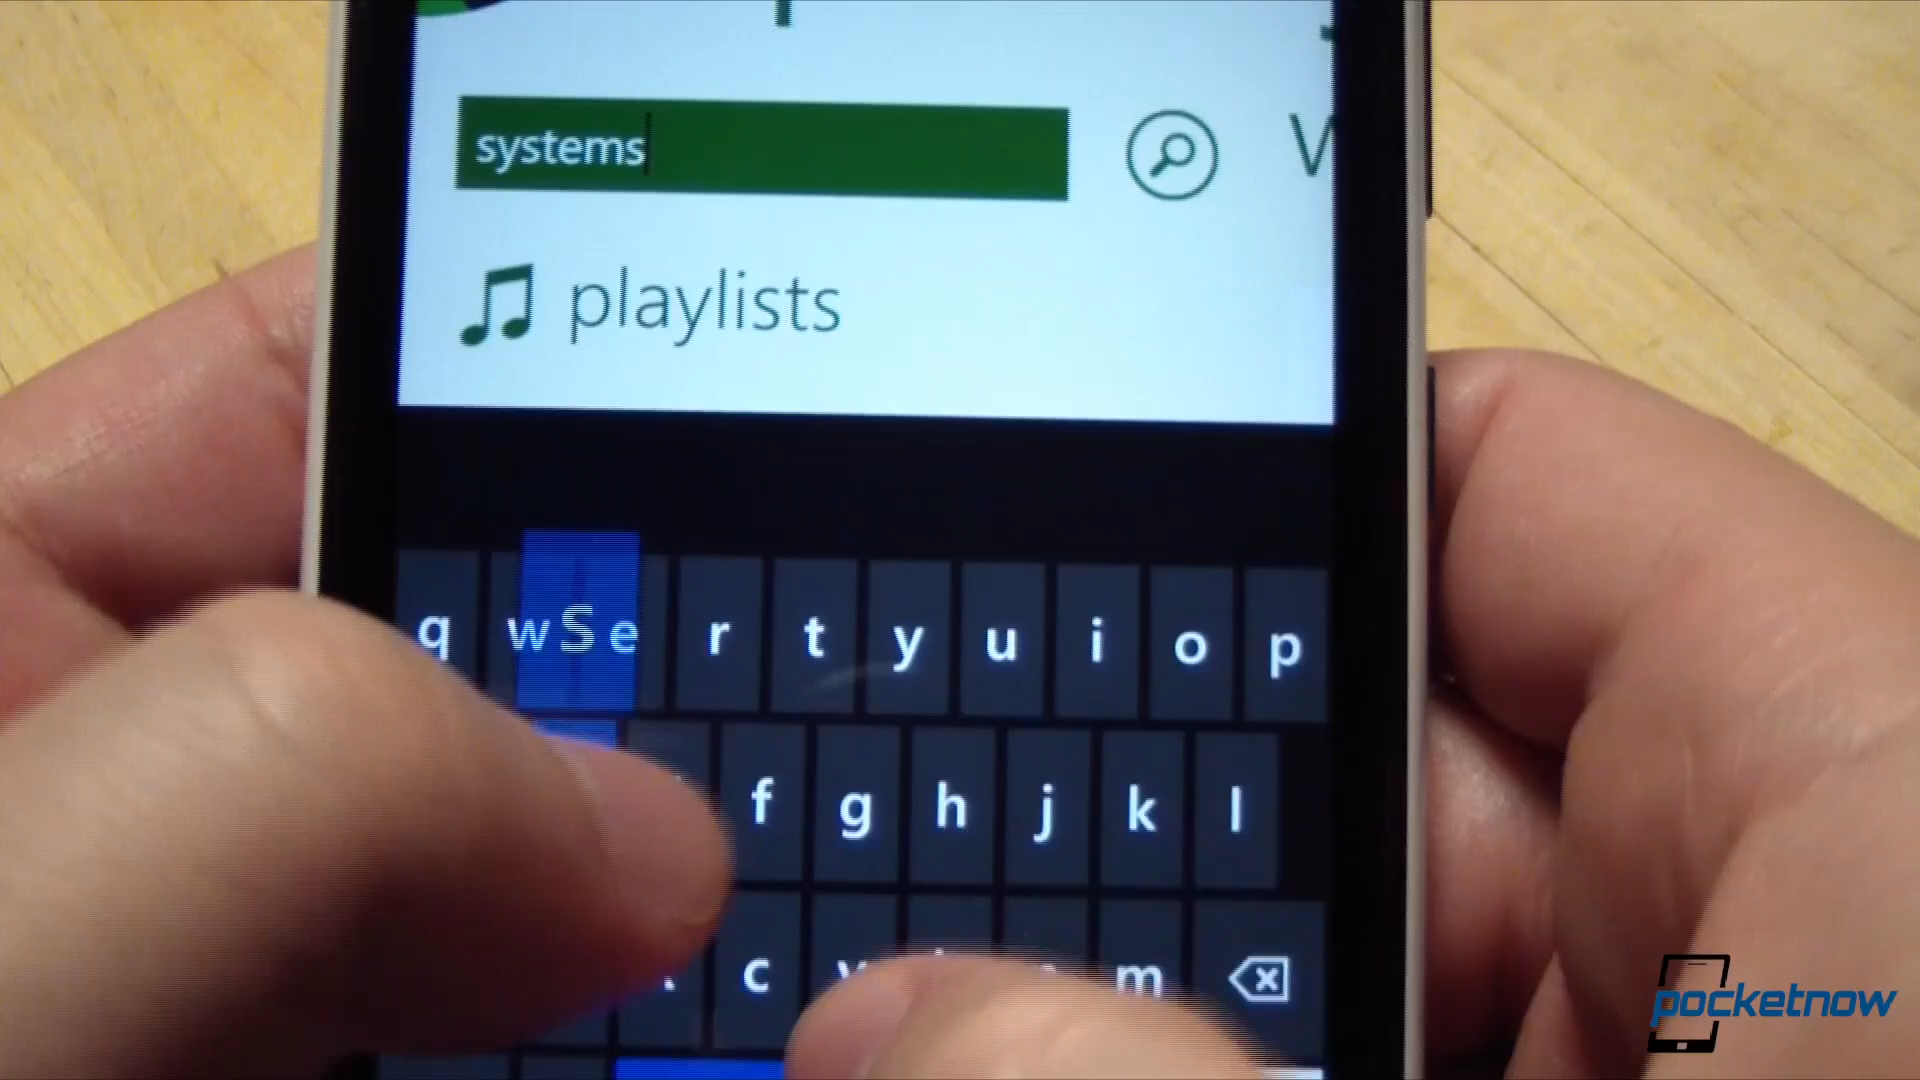 systems
playlists
q w S e r t y u i o p
f g h j k l
c v m
pocketnow